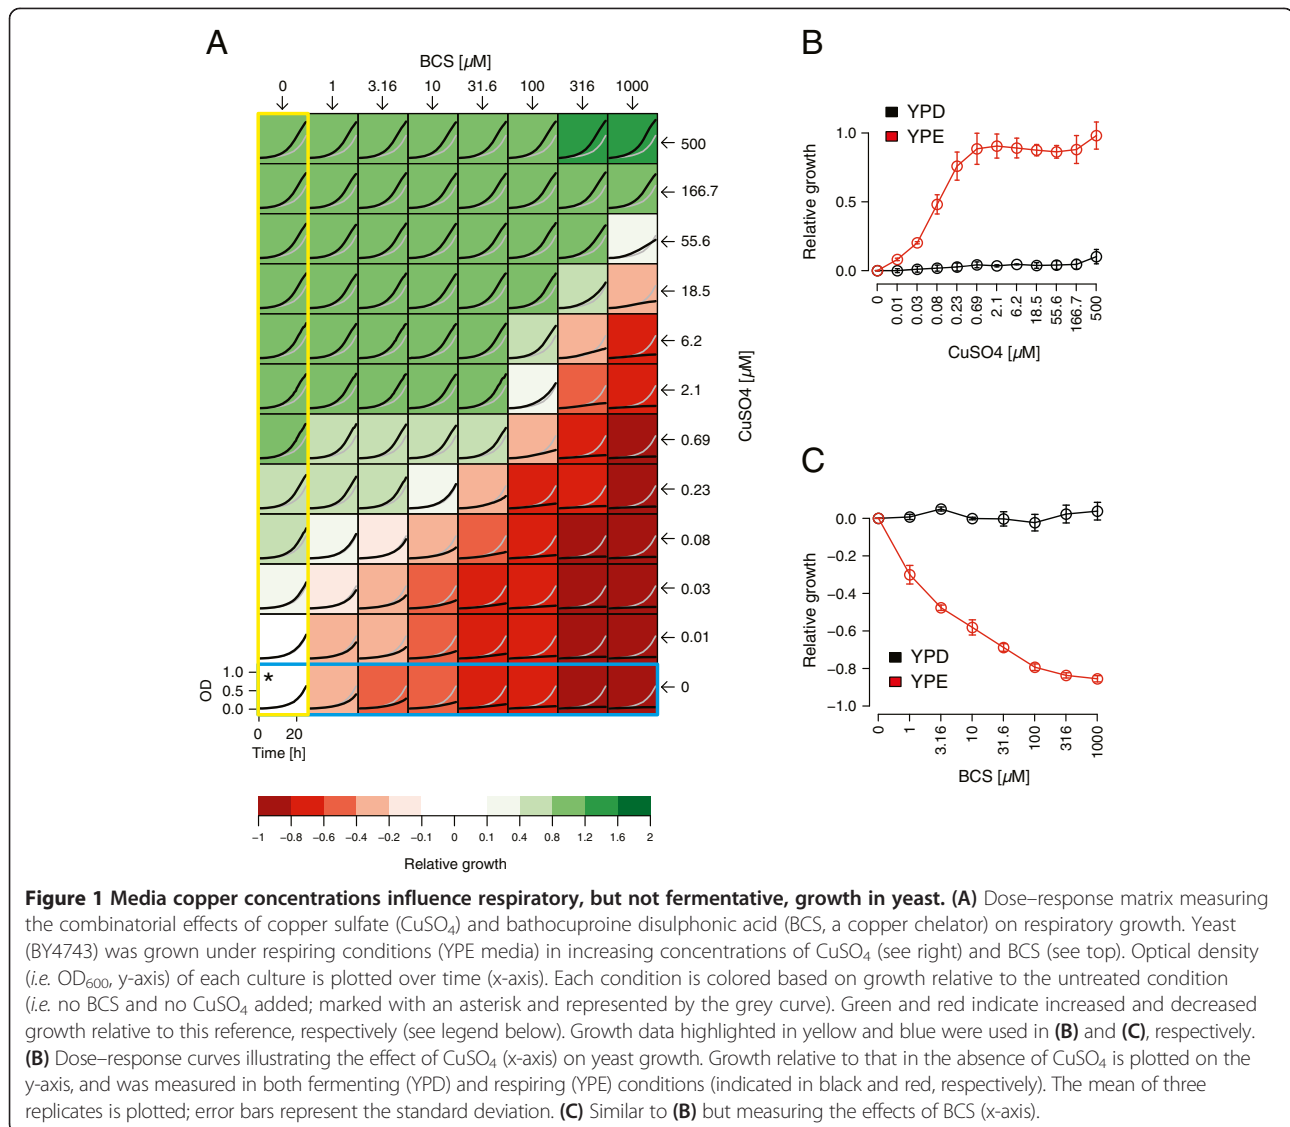 A
BCS [µM]
0 1 3.16 10 31.6 100 316 1000
500
166.7
55.6
18.5
6.2
2.1
0.69
0.23
0.08
0.03
0.01
0
CuSO4 [µM]
*
OD
1.0
0.5
0.0
0 20
Time [h]
−1 −0.8 −0.6 −0.4 −0.2 −0.1 0 0.1 0.4 0.8 1.2 1.6 2
Relative growth
B
YPD
YPE
Relative growth
1.0
0.5
0.0
0 0.01 0.03 0.08 0.23 0.69 2.1 6.2 18.5 55.6 166.7 500
CuSO4 [µM]
C
Relative growth
0.0
−0.2
−0.4
−0.6
−0.8
−1.0
YPD
YPE
0 1 3.16 10 31.6 100 316 1000
BCS [µM]
Figure 1 Media copper concentrations influence respiratory, but not fermentative, growth in yeast. (A) Dose–response matrix measuring
the combinatorial effects of copper sulfate (CuSO4) and bathocuproine disulphonic acid (BCS, a copper chelator) on respiratory growth. Yeast
(BY4743) was grown under respiring conditions (YPE media) in increasing concentrations of CuSO4 (see right) and BCS (see top). Optical density
(i.e. OD600, y-axis) of each culture is plotted over time (x-axis). Each condition is colored based on growth relative to the untreated condition
(i.e. no BCS and no CuSO4 added; marked with an asterisk and represented by the grey curve). Green and red indicate increased and decreased
growth relative to this reference, respectively (see legend below). Growth data highlighted in yellow and blue were used in (B) and (C), respectively.
(B) Dose–response curves illustrating the effect of CuSO4 (x-axis) on yeast growth. Growth relative to that in the absence of CuSO4 is plotted on the
y-axis, and was measured in both fermenting (YPD) and respiring (YPE) conditions (indicated in black and red, respectively). The mean of three
replicates is plotted; error bars represent the standard deviation. (C) Similar to (B) but measuring the effects of BCS (x-axis).